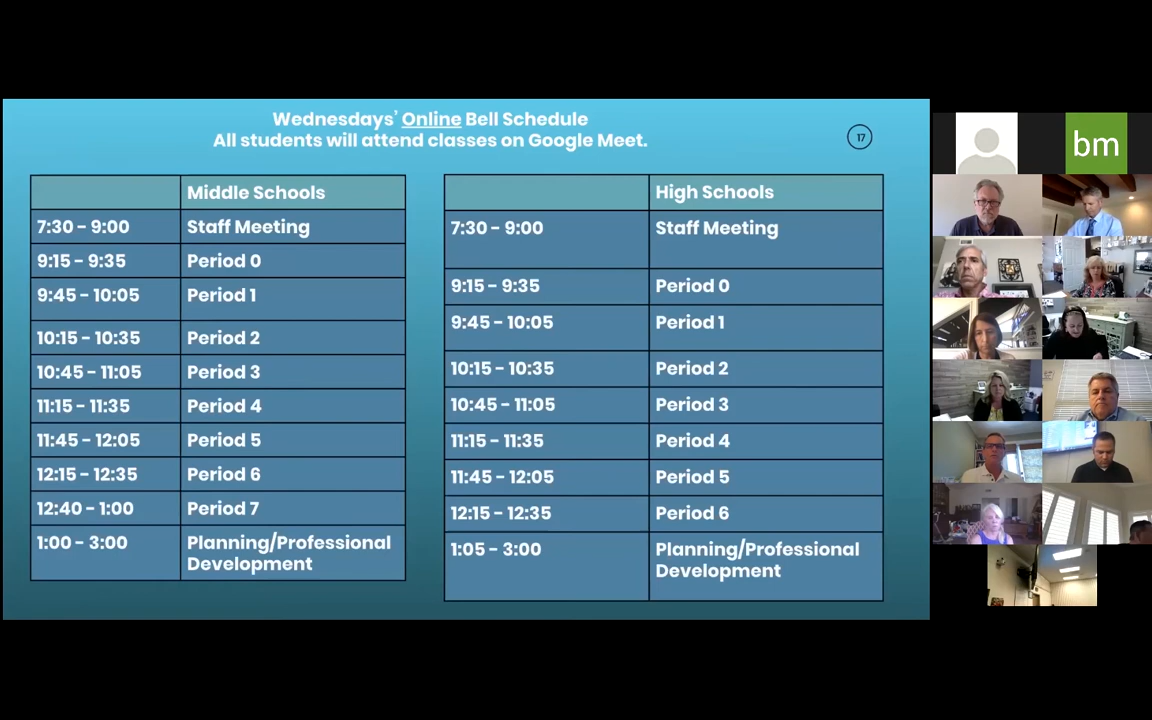 Wednesdays' Online Bell Schedule
All students will attend classes on Google Meet.
17
Middle Schools
7:30 – 9:00 Staff Meeting
9:15 – 9:35 Period 0
9:45 – 10:05 Period 1
10:15 – 10:35 Period 2
10:45 – 11:05 Period 3
11:15 – 11:35 Period 4
11:45 – 12:05 Period 5
12:15 – 12:35 Period 6
12:40 – 1:00 Period 7
1:00 – 3:00 Planning/Professional
Development
High Schools
7:30 – 9:00 Staff Meeting
9:15 – 9:35 Period 0
9:45 – 10:05 Period 1
10:15 – 10:35 Period 2
10:45 – 11:05 Period 3
11:15 – 11:35 Period 4
11:45 – 12:05 Period 5
12:15 – 12:35 Period 6
1:05 – 3:00 Planning/Professional
Development
bm